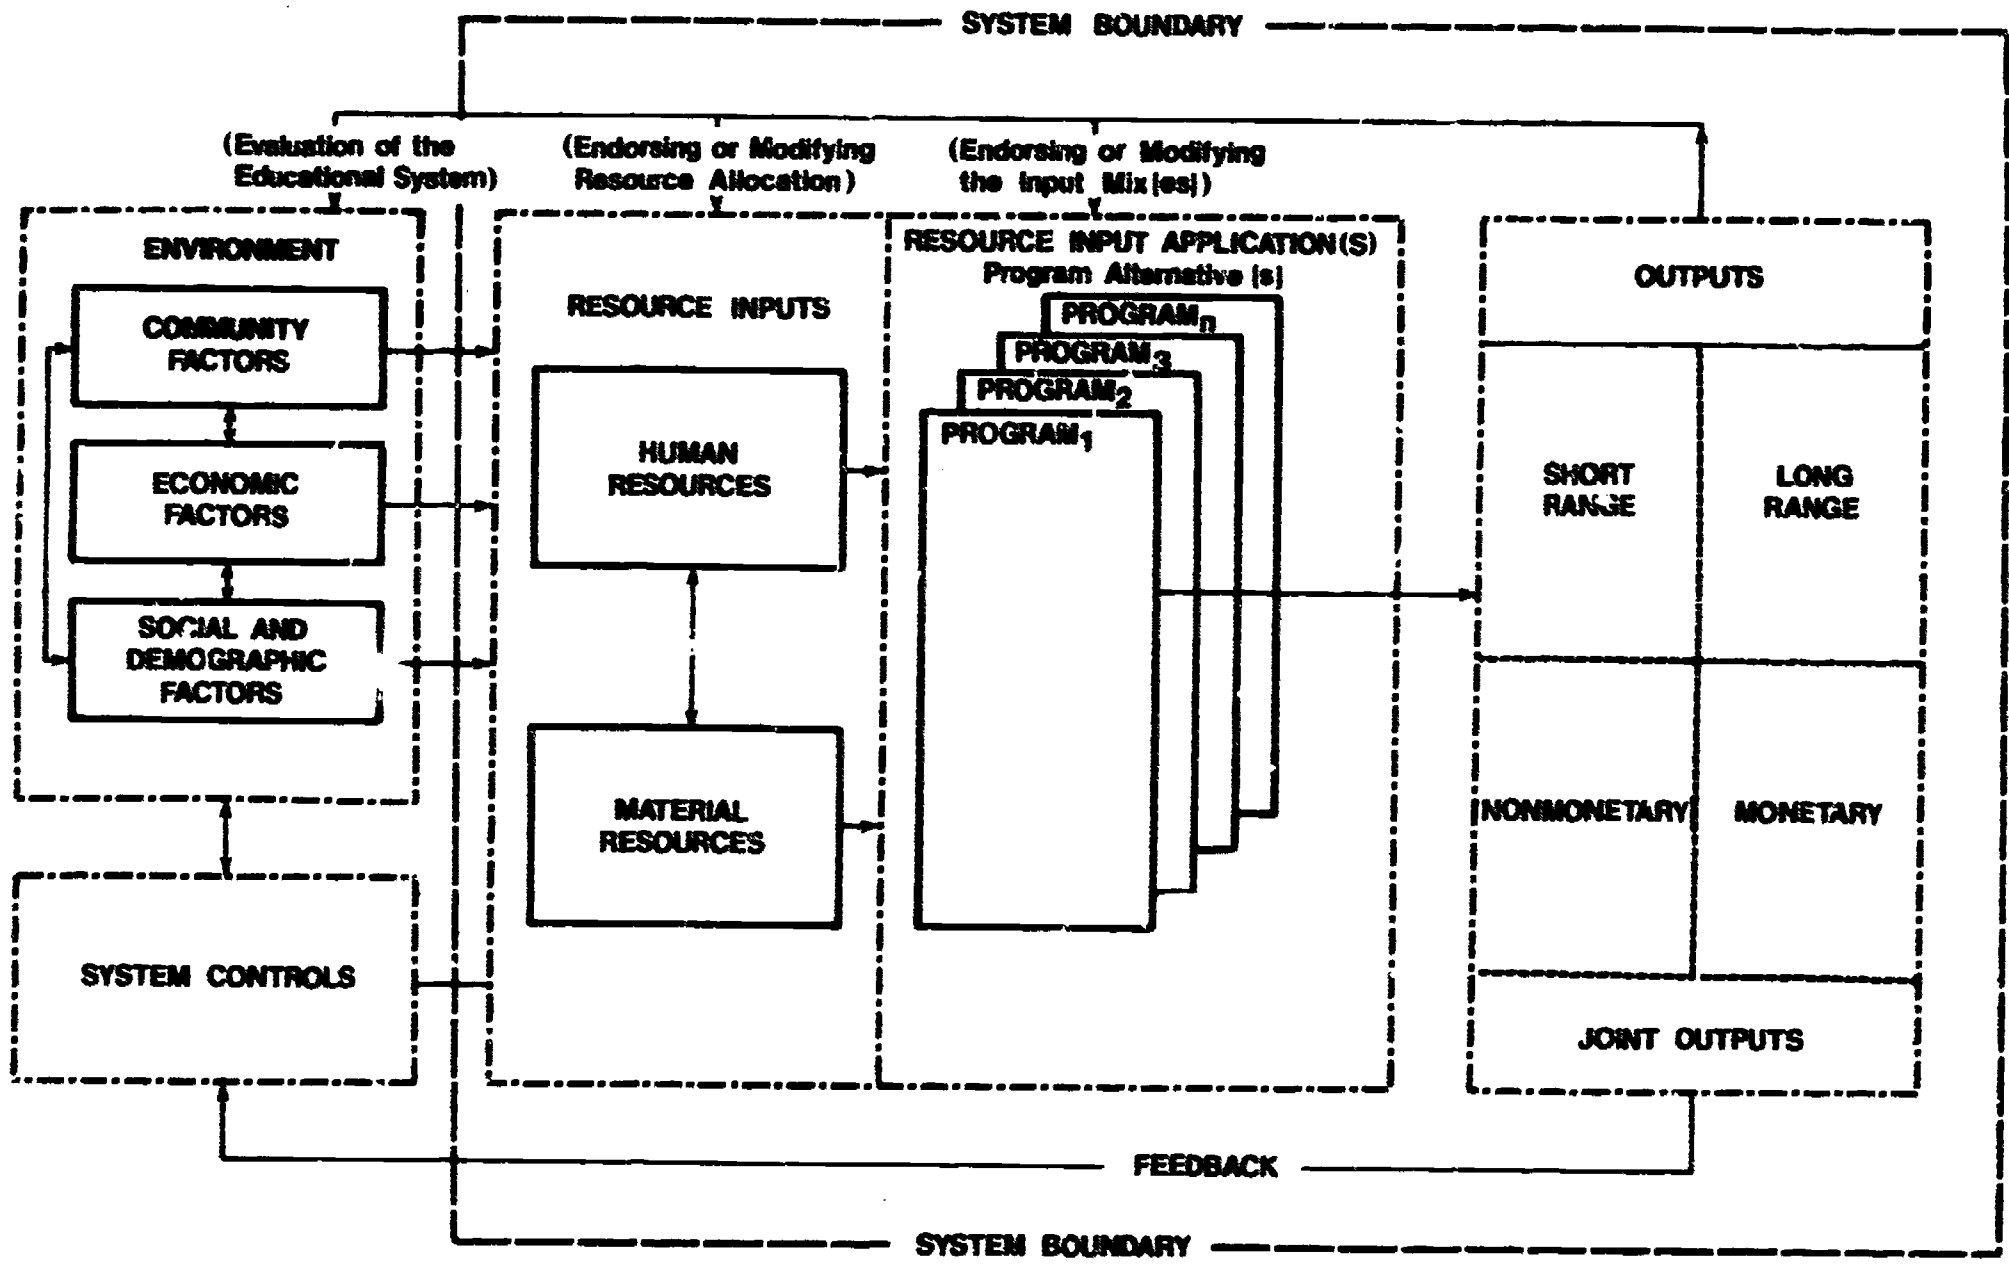 SYSTEM BOUNDARY
(Evaluation of the
Educational System)
(Endorsing or Modifying
Resource Allocation)
(Endorsing or Modifying
the Input Mix[es])
ENVIRONMENT
COMMUNITY
FACTORS
ECONOMIC
FACTORS
SOCIAL AND
DEMOGRAPHIC
FACTORS
SYSTEM CONTROLS
RESOURCE INPUTS
HUMAN
RESOURCES
MATERIAL
RESOURCES
RESOURCE INPUT APPLICATION(S)
Program Alternative[s]
PROGRAMn
PROGRAM3
PROGRAM2
PROGRAM1
OUTPUTS
SHORT
RANGE
LONG
RANGE
NONMONETARY
MONETARY
JOINT OUTPUTS
FEEDBACK
SYSTEM BOUNDARY